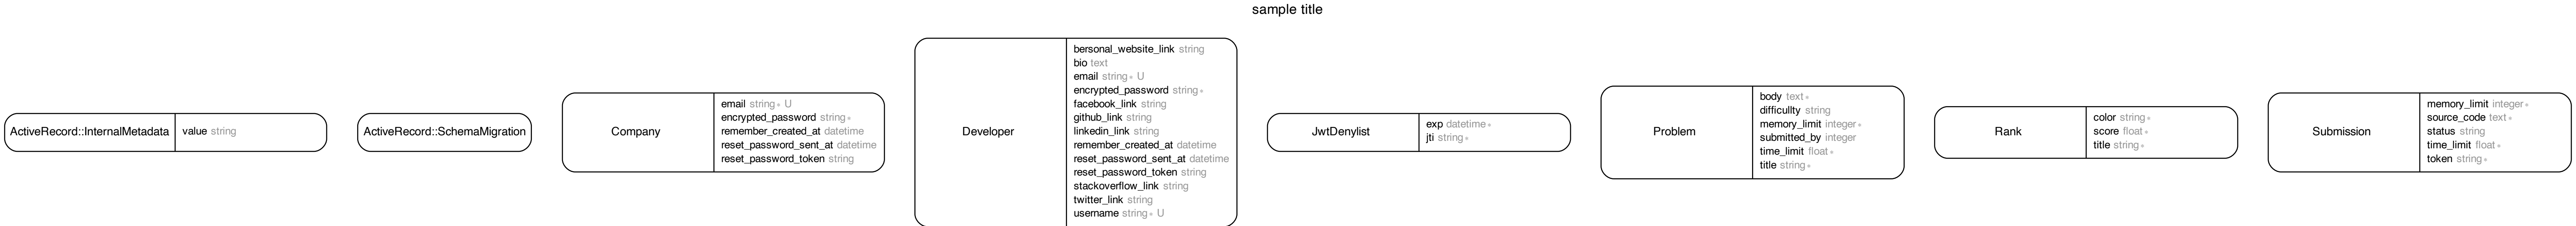 sample title
ActiveRecord::InternalMetadata
value string
ActiveRecord::SchemaMigration
Company
email string∗ U
encrypted_password string∗
remember_created_at datetime
reset_password_sent_at datetime
reset_password_token string
Developer
bersonal_website_link string
bio text
email string∗ U
encrypted_password string∗
facebook_link string
github_link string
linkedin_link string
remember_created_at datetime
reset_password_sent_at datetime
reset_password_token string
stackoverflow_link string
twitter_link string
username string∗ U
JwtDenylist
exp datetime∗
jti string∗
Problem
body text∗
difficullty string
memory_limit integer∗
submitted_by integer
time_limit float∗
title string∗
Rank
color string∗
score float∗
title string∗
Submission
memory_limit integer∗
source_code text∗
status string
time_limit float∗
token string∗